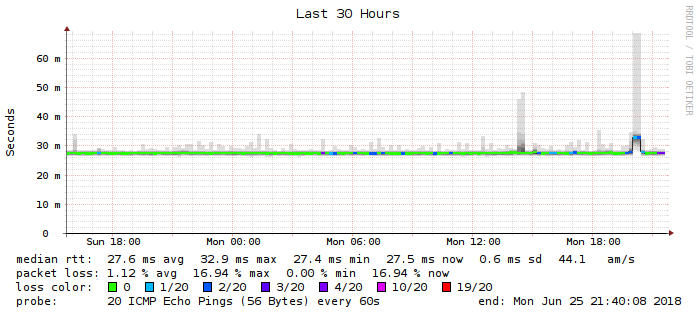 Last 30 Hours
RRDTOOL / TOBI OETIKER
Seconds
60 m
50 m
40 m
30 m
20 m
10 m
0
Sun 18:00 Mon 00:00 Mon 06:00 Mon 12:00 Mon 18:00
median rtt: 27.6 ms avg 32.9 ms max 27.4 ms min 27.5 ms now 0.6 ms sd 44.1 am/s
packet loss: 1.12 % avg 16.94 % max 0.00 % min 16.94 % now
loss color: 0 1/20 2/20 3/20 4/20 10/20 19/20
probe: 20 ICMP Echo Pings (56 Bytes) every 60s end: Mon Jun 25 21:40:08 2018